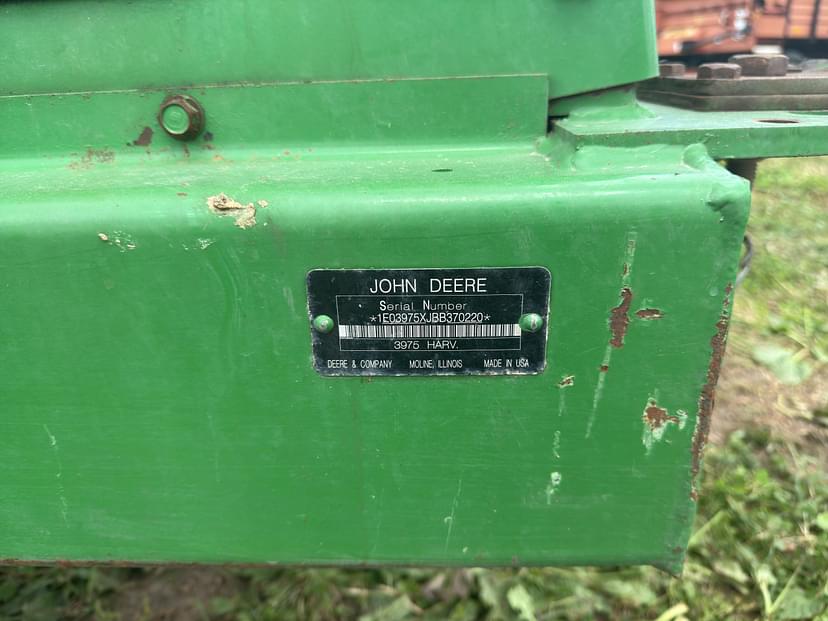 JOHN DEERE
Serial Number
*1E03975XJBB370220*
3975 HARV.
DEERE & COMPANY MOLINE, ILLINOIS MADE IN USA